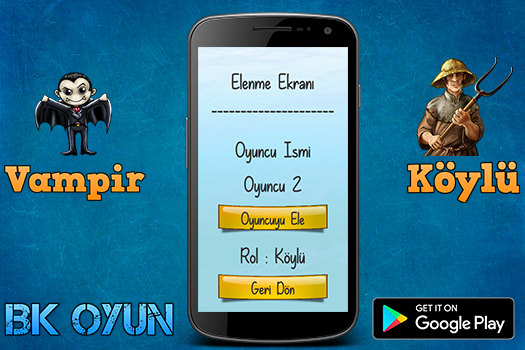 Elenme Ekranı
--------------------
Oyuncu Ismi
Oyuncu 2
Oyuncuyu Ele
Rol : Köylü
Geri Dön
Vampir
Köylü
BK OYUN
GET IT ON
Google Play